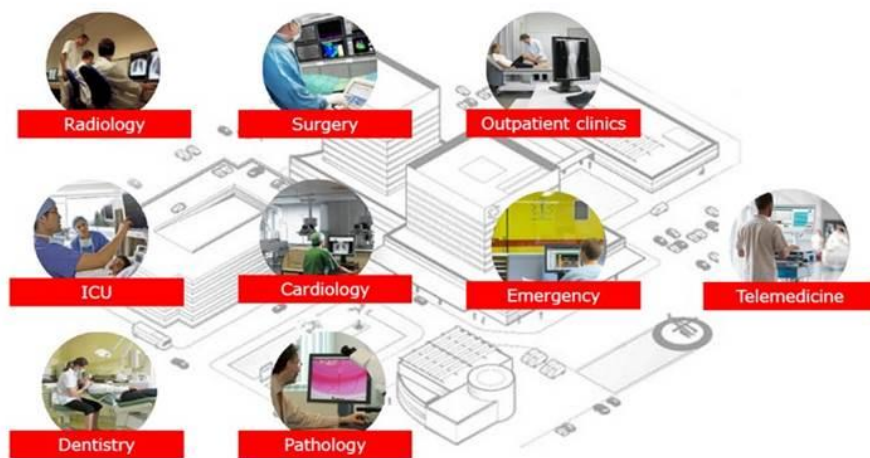 Radiology
Surgery
Outpatient clinics
ICU
Cardiology
Emergency
Telemedicine
Dentistry
Pathology